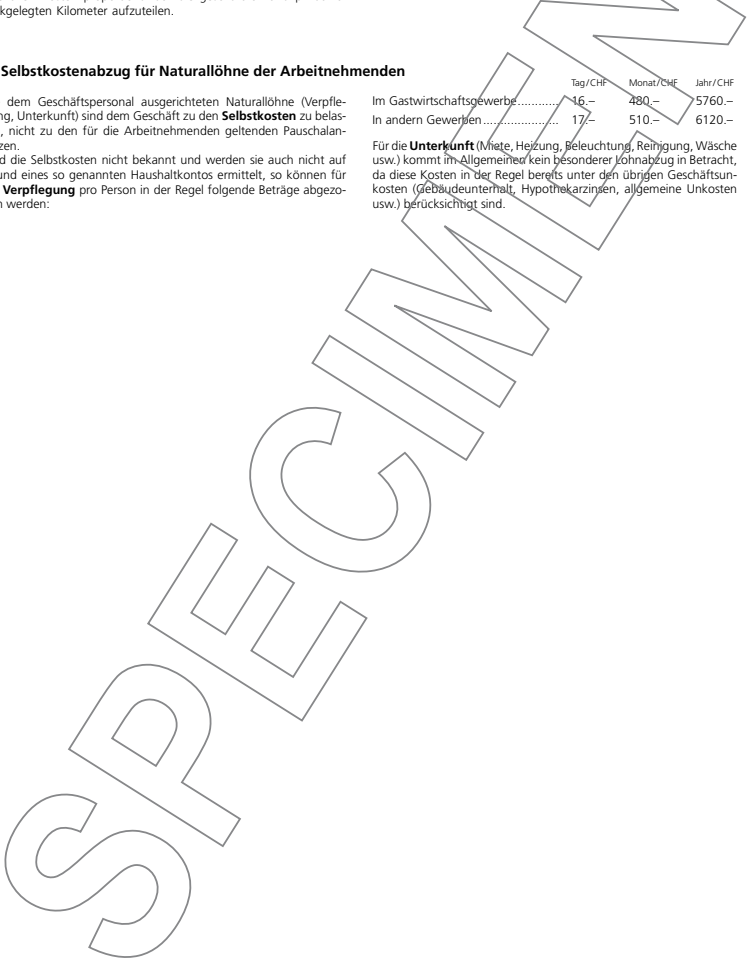 kgelegten Kilometer aufzuteilen.
Selbstkostenabzug für Naturallöhne der Arbeitnehmenden
dem Geschäftspersonal ausgerichteten Naturallöhne (Verpfle-
ng, Unterkunft) sind dem Geschäft zu den Selbstkosten zu belas-
, nicht zu den für die Arbeitnehmenden geltenden Pauschalan-
zen.
d die Selbstkosten nicht bekannt und werden sie auch nicht auf
und eines so genannten Haushaltkontos ermittelt, so können für
Verpflegung pro Person in der Regel folgende Beträge abgezo-
n werden:
Tag/CHF Monat/CHF Jahr/CHF
Im Gastwirtschaftsgewerbe............ 16.– 480.– 5760.–
In andern Gewerben...................... 17.– 510.– 6120.–
Für die Unterkunft (Miete, Heizung, Beleuchtung, Reinigung, Wäsche
usw.) kommt im Allgemeinen kein besonderer Lohnabzug in Betracht,
da diese Kosten in der Regel bereits unter den übrigen Geschäftsun-
kosten (Gebäudeunterhalt, Hypothekarzinsen, allgemeine Unkosten
usw.) berücksichtigt sind.
SPECIMEN